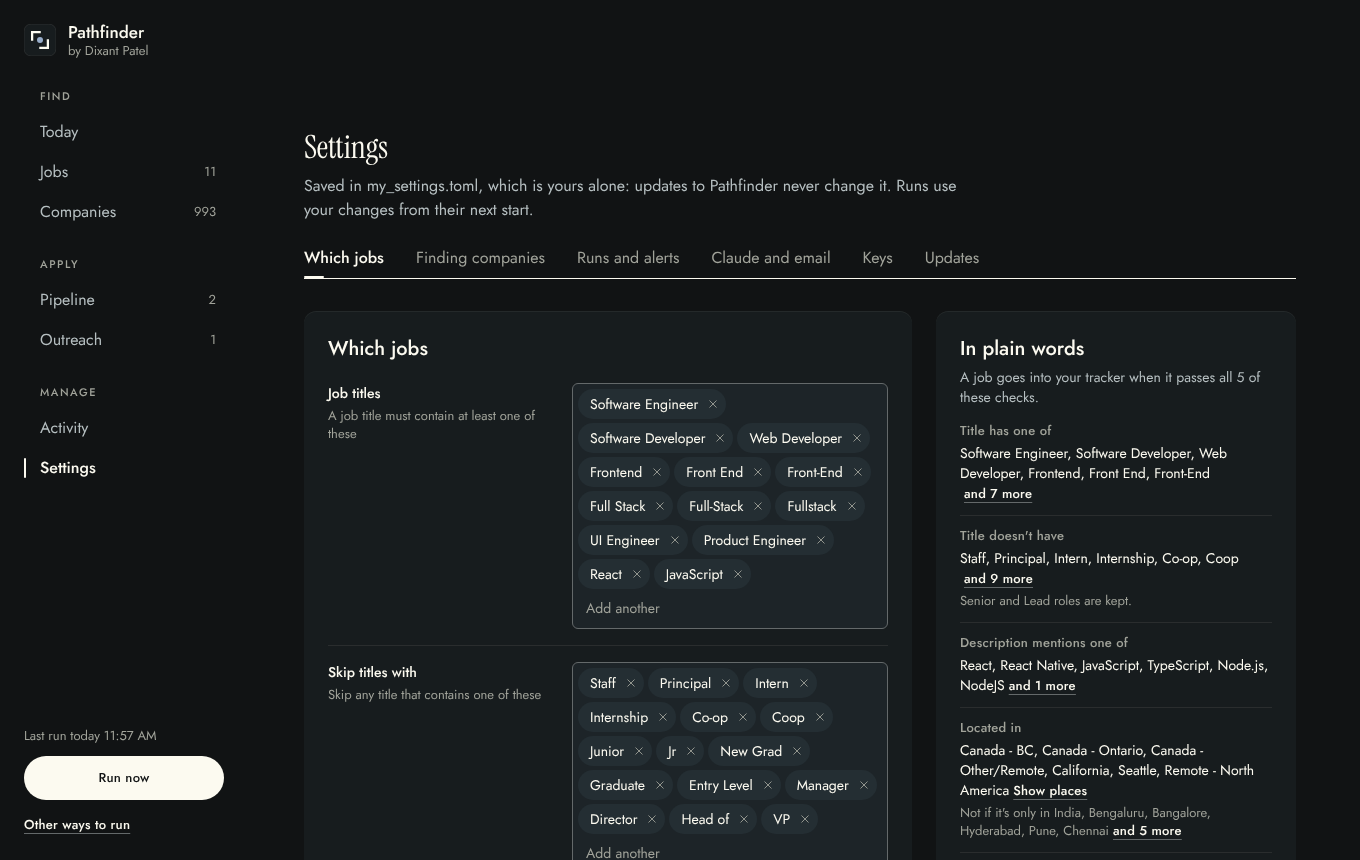 Pathfinder
by Dixant Patel
FIND
Today
Jobs 11
Companies 993
APPLY
Pipeline 2
Outreach 1
MANAGE
Activity
Settings
Last run today 11:57 AM
Run now
Other ways to run
Settings
Saved in my_settings.toml, which is yours alone: updates to Pathfinder never change it. Runs use
your changes from their next start.
Which jobs Finding companies Runs and alerts Claude and email Keys Updates
Which jobs
Job titles
A job title must contain at least one of
these
Software Engineer ×
Software Developer × Web Developer ×
Frontend × Front End × Front-End ×
Full Stack × Full-Stack × Fullstack ×
UI Engineer × Product Engineer ×
React × JavaScript ×
Add another
Skip titles with
Skip any title that contains one of these
Staff × Principal × Intern ×
Internship × Co-op × Coop ×
Junior × Jr × New Grad ×
Graduate × Entry Level × Manager ×
Director × Head of × VP ×
Add another
In plain words
A job goes into your tracker when it passes all 5 of
these checks.
Title has one of
Software Engineer, Software Developer, Web
Developer, Frontend, Front End, Front-End
and 7 more
Title doesn't have
Staff, Principal, Intern, Internship, Co-op, Coop
and 9 more
Senior and Lead roles are kept.
Description mentions one of
React, React Native, JavaScript, TypeScript, Node.js,
NodeJS and 1 more
Located in
Canada - BC, Canada - Ontario, Canada -
Other/Remote, California, Seattle, Remote - North
America Show places
Not if it's only in India, Bengaluru, Bangalore,
Hyderabad, Pune, Chennai and 5 more